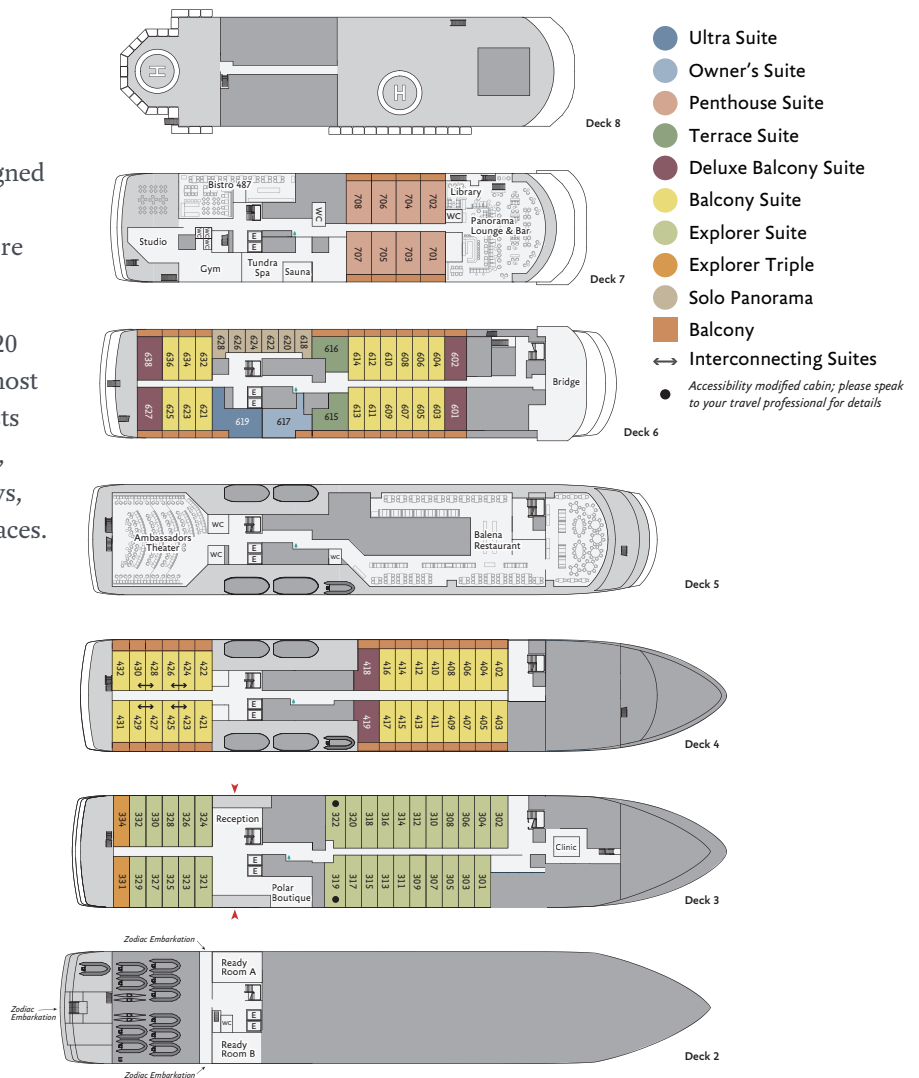 gned
re
20
nost
sts
,
ys,
aces.
Ultra Suite
Owner's Suite
Penthouse Suite
Terrace Suite
Deluxe Balcony Suite
Balcony Suite
Explorer Suite
Explorer Triple
Solo Panorama
Balcony
Interconnecting Suites
Accessibility modified cabin; please speak
to your travel professional for details
H
H
Deck 8
Bistro 487
Studio
WC
WC
WC
WC
Gym
E
E
Tundra
Spa
Sauna
WC
708
706
704
702
707
705
703
701
Library
WC
Panorama
Lounge & Bar
Deck 7
638
636
634
632
628
626
624
622
620
618
616
614
612
610
608
606
604
602
627
625
623
621
619
617
615
613
611
609
607
605
603
601
E
E
Bridge
Deck 6
Ambassadors
Theater
WC
WC
E
E
WC
Balena
Restaurant
Deck 5
432
430
428
426
424
422
418
416
414
412
410
408
406
404
402
431
429
427
425
423
421
419
417
415
413
411
409
407
405
403
E
E
Deck 4
334
332
330
328
326
324
Reception
322
320
318
316
314
312
310
308
306
304
302
331
329
327
325
323
321
E
E
Polar
Boutique
319
317
315
313
311
309
307
305
303
301
Clinic
Deck 3
Zodiac Embarkation
Ready
Room A
E
E
WC
Ready
Room B
Zodiac
Embarkation
Zodiac Embarkation
Deck 2